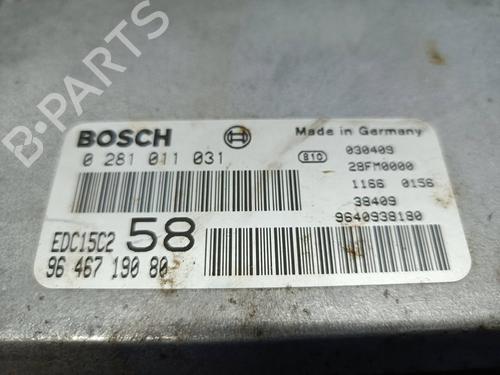 BOSCH
Made in Germany
0 281 011 031
810
030409
28FM0000
1166 0156
38409
9640938180
EDC15C2 58
96 467 190 80
B-PARTS